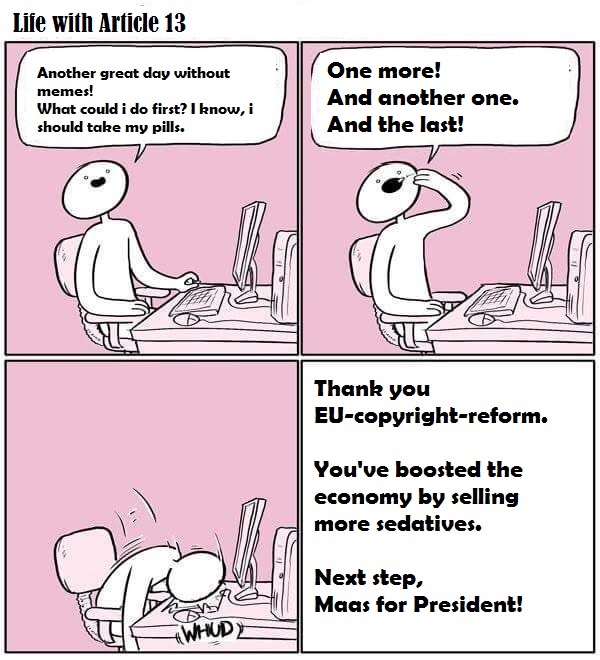 Life with Article 13
Another great day without
memes!
What could i do first? I know, i
should take my pills.
One more!
And another one.
And the last!
WHUD
Thank you
EU-copyright-reform.
You've boosted the
economy by selling
more sedatives.
Next step,
Maas for President!